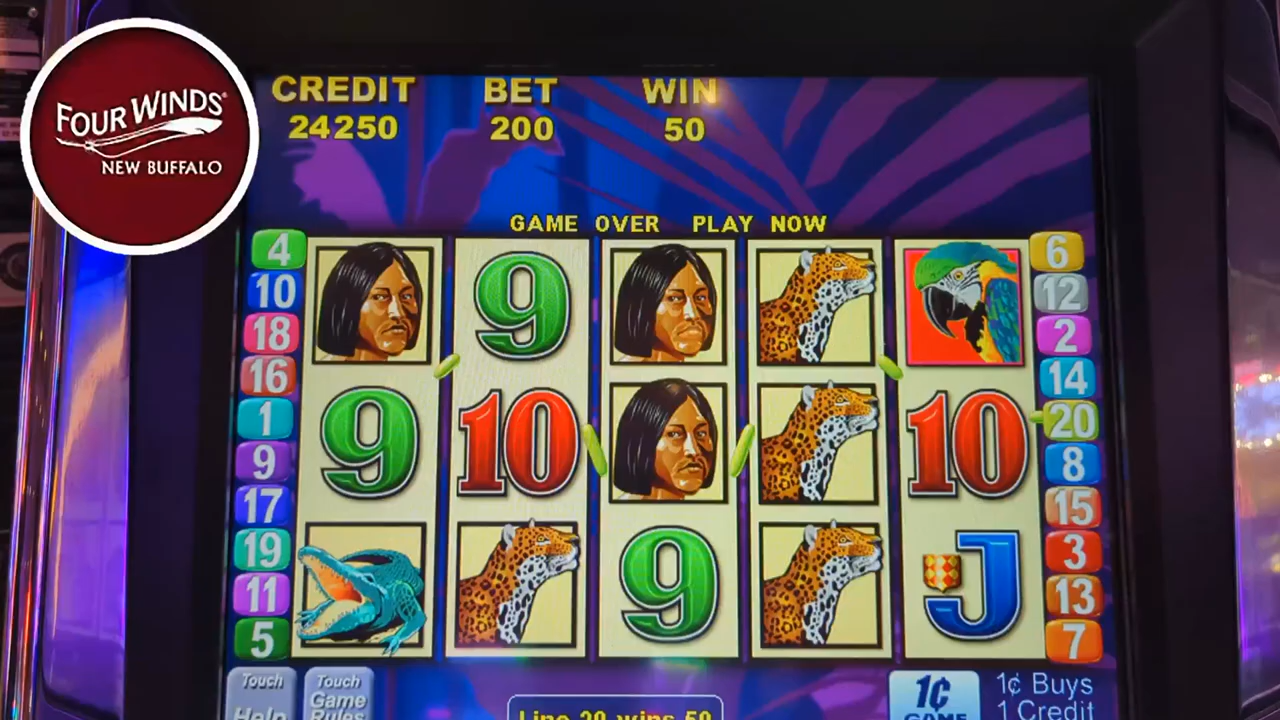 FOUR WINDS®
NEW BUFFALO
CREDIT BET WIN
24250 200 50
GAME OVER PLAY NOW
4 9 6
10 12
18 2
16 14
1 9 10 10 20
9 8
17 15
19 3
11 9 J 13
5 7
Touch Touch 1¢ 1¢ Buys
Help Game GAME 1 Credit
Rules Line 20 wins 50